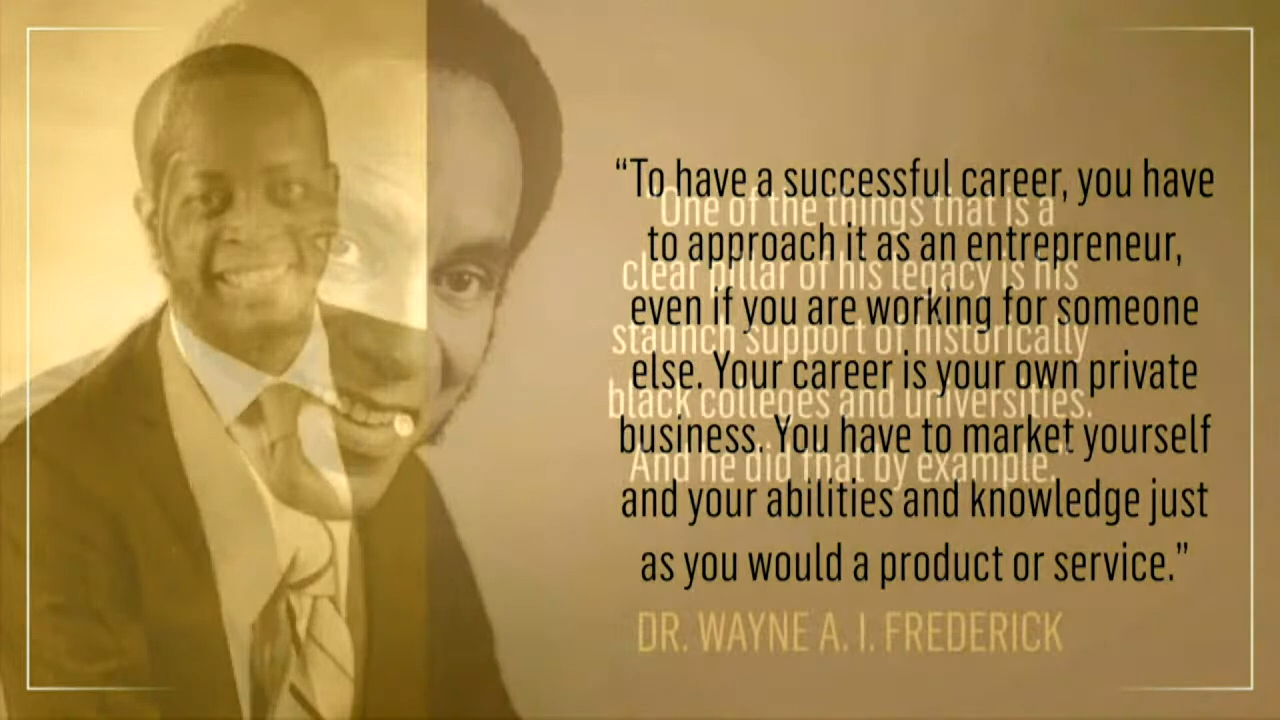 “To have a successful career, you have
to approach it as an entrepreneur,
even if you are working for someone
else. Your career is your own private
business. You have to market yourself
and your abilities and knowledge just
as you would a product or service.”
“One of the things that is a
clear pillar of his legacy is his
staunch support of historically
black colleges and universities.
And he did that by example.”
DR. WAYNE A. I. FREDERICK